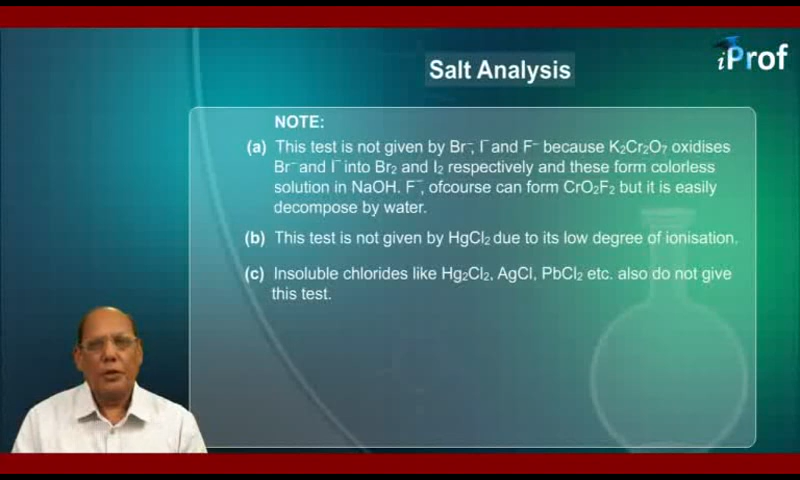 iProf
Salt Analysis
NOTE:
(a) This test is not given by Br⁻, I⁻ and F⁻ because K₂Cr₂O₇ oxidises
Br⁻ and I⁻ into Br₂ and I₂ respectively and these form colorless
solution in NaOH. F⁻, ofcourse can form CrO₂F₂ but it is easily
decompose by water.
(b) This test is not given by HgCl₂ due to its low degree of ionisation.
(c) Insoluble chlorides like Hg₂Cl₂, AgCl, PbCl₂ etc. also do not give
this test.